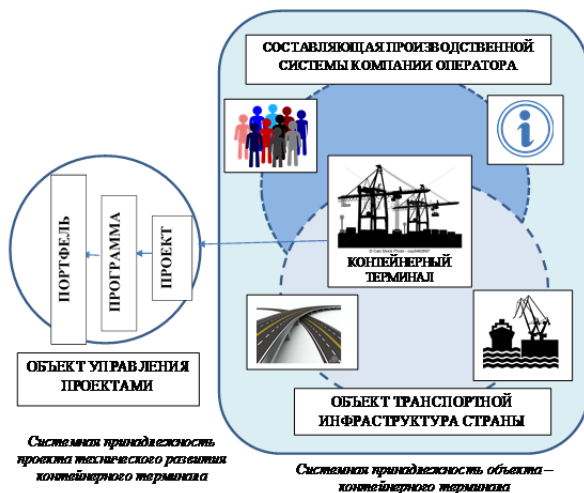 СОСТАВЛЯЮЩАЯ ПРОИЗВОДСТВЕННОЙ
СИСТЕМЫ КОМПАНИИ ОПЕРАТОРА
КОНТЕЙНЕРНЫЙ
ТЕРМИНАЛ
ПОРТФЕЛЬ
ПРОГРАММА
ПРОЕКТ
ОБЪЕКТ УПРАВЛЕНИЯ
ПРОЕКТАМИ
ОБЪЕКТ ТРАНСПОРТНОЙ
ИНФРАСТРУКТУРА СТРАНЫ
Системная принадлежность
проекта технического развития
контейнерного терминала
Системная принадлежность объекта –
контейнерного терминала